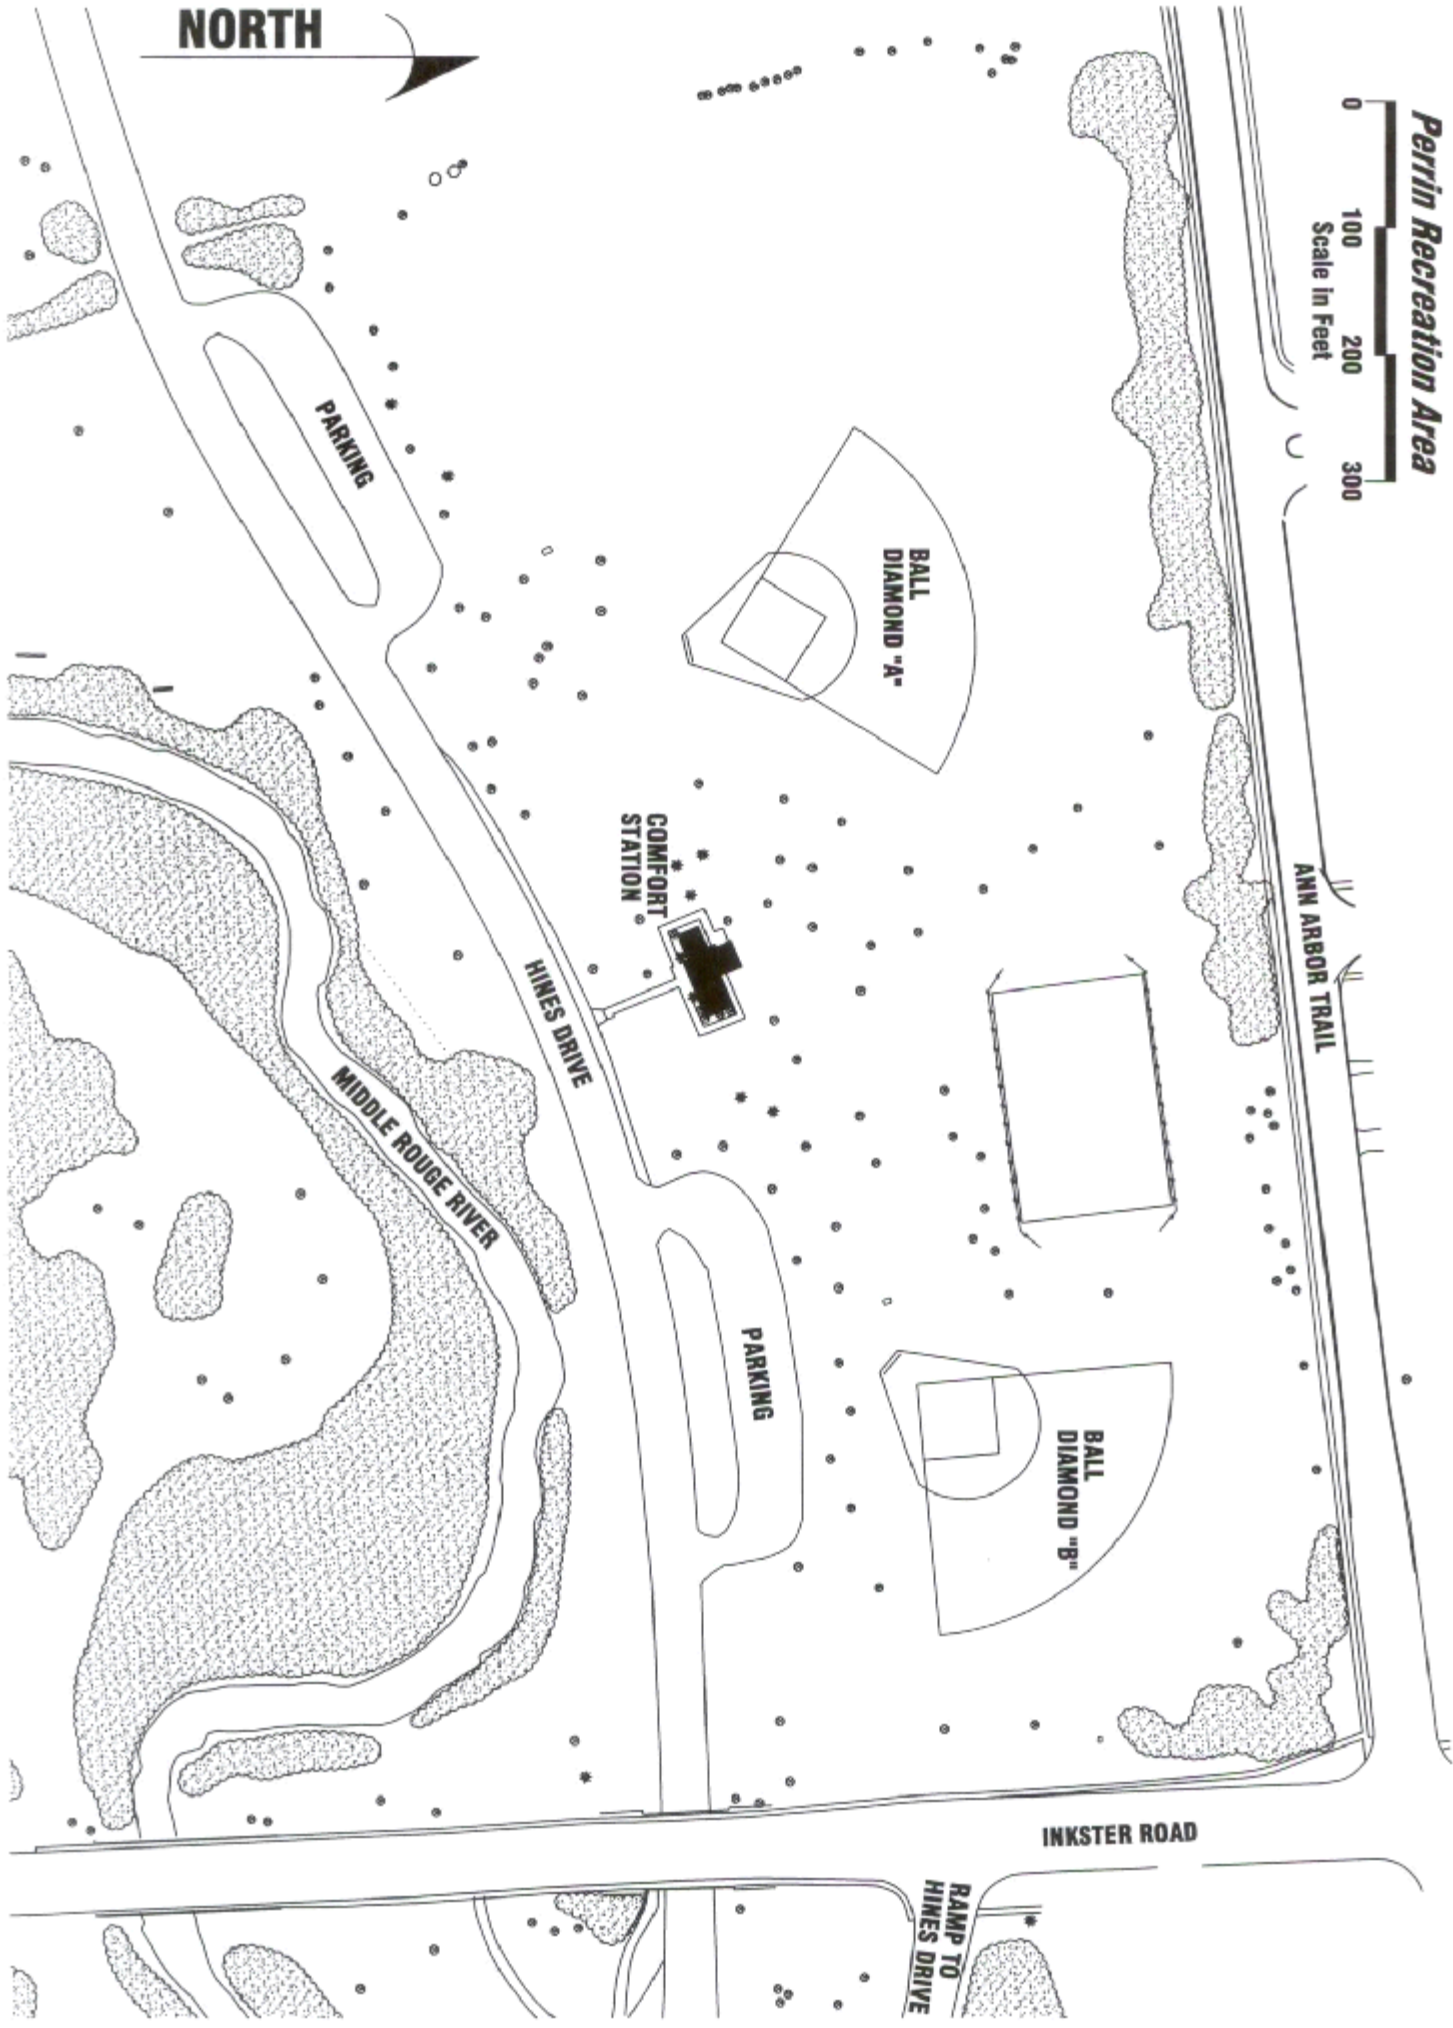 NORTH
Perrin Recreation Area
0 100 200 300
Scale in Feet
PARKING
BALL
DIAMOND "A"
COMFORT
STATION
ANN ARBOR TRAIL
HINES DRIVE
MIDDLE ROUGE RIVER
PARKING
BALL
DIAMOND "B"
INKSTER ROAD
RAMP TO
HINES DRIVE